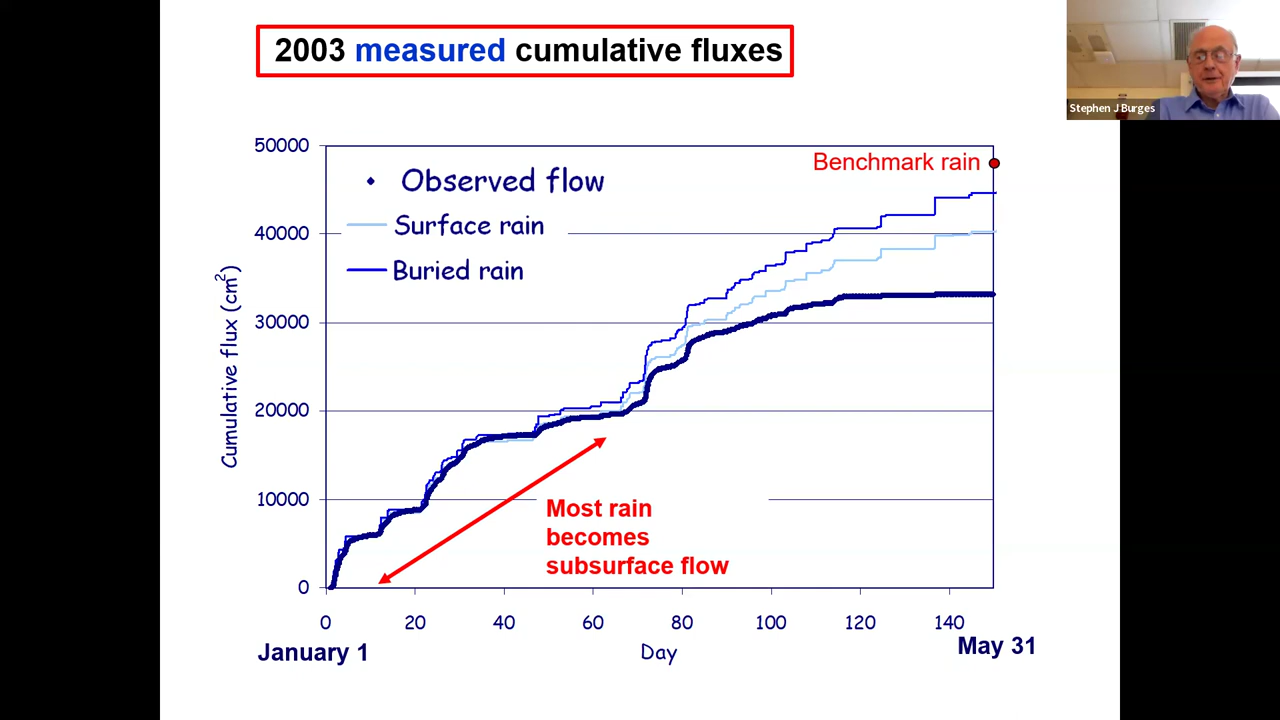 2003 measured cumulative fluxes
Stephen J Burges
50000
40000
30000
20000
10000
0
Cumulative flux (cm2)
Observed flow
Surface rain
Buried rain
Benchmark rain
Most rain
becomes
subsurface flow
0 20 40 60 80 100 120 140
January 1
Day
May 31